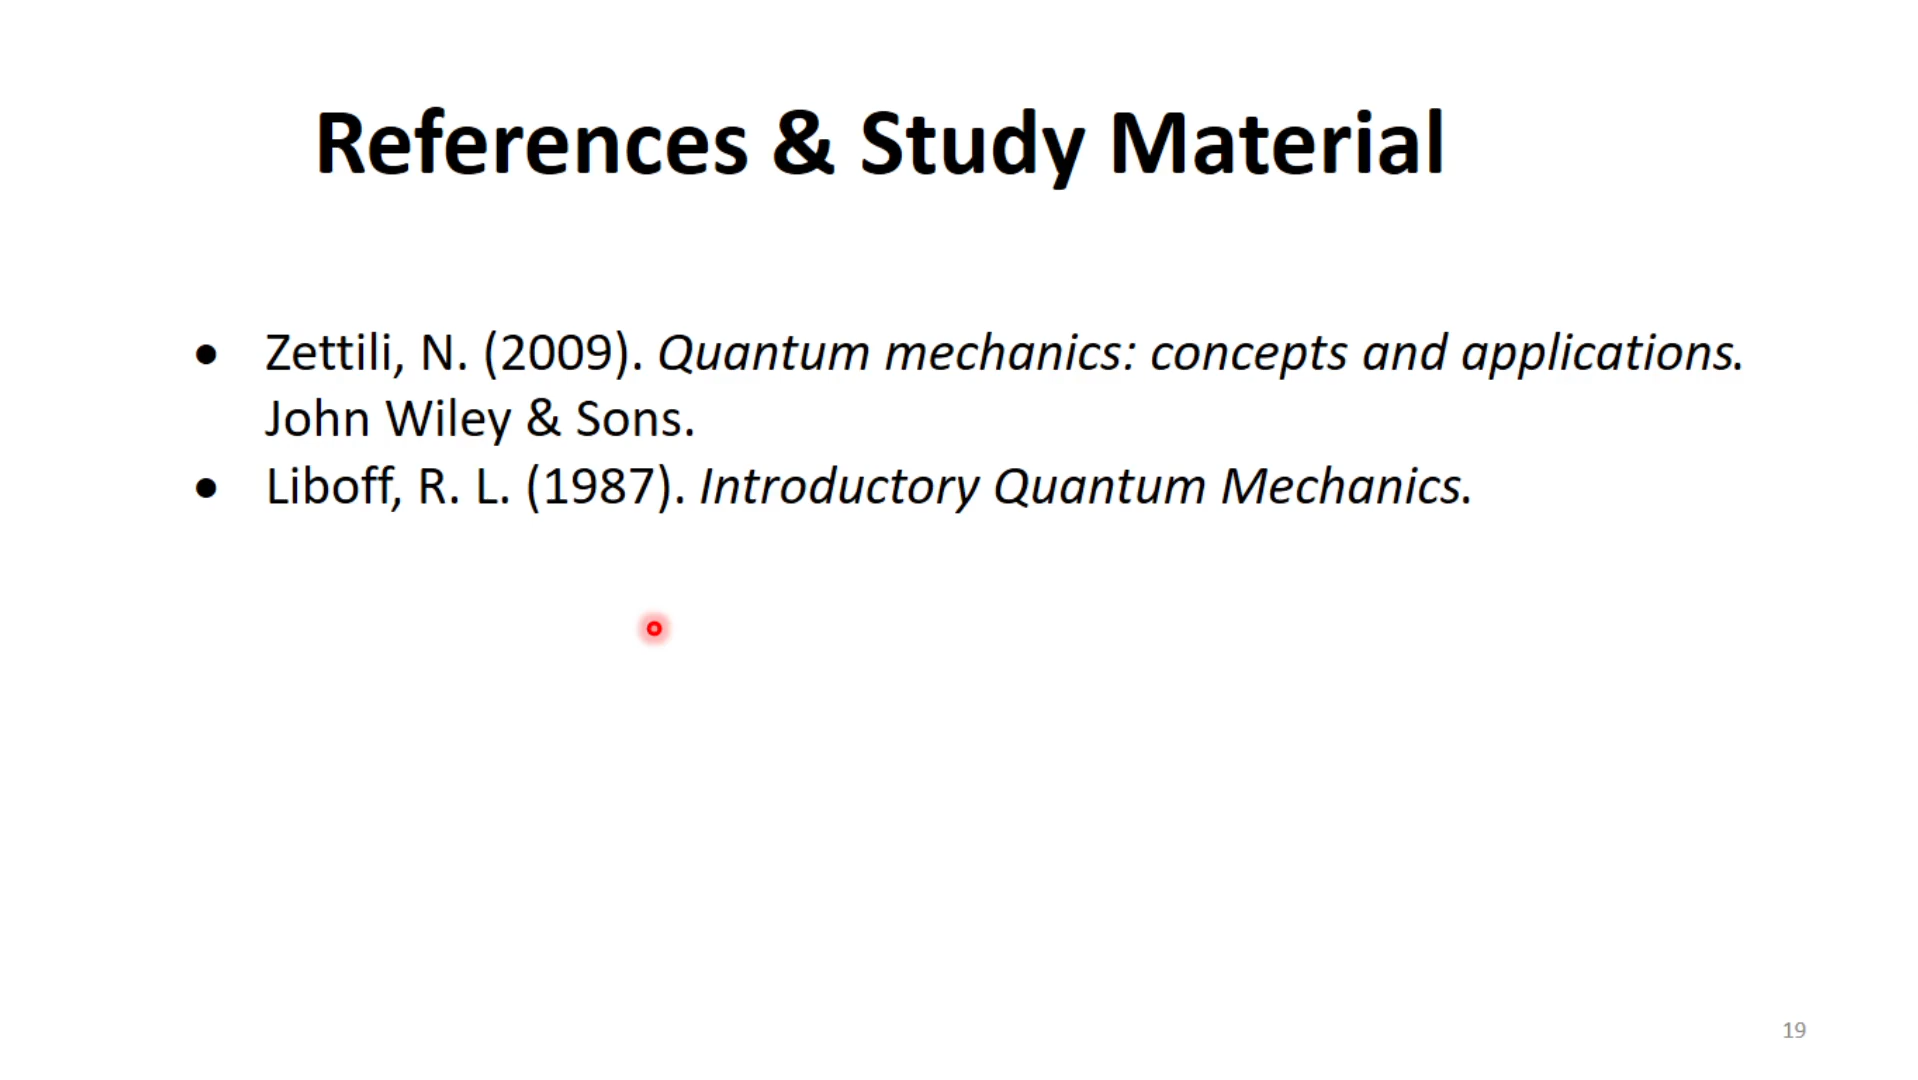 References & Study Material
• Zettili, N. (2009). Quantum mechanics: concepts and applications.
John Wiley & Sons.
• Liboff, R. L. (1987). Introductory Quantum Mechanics.
19